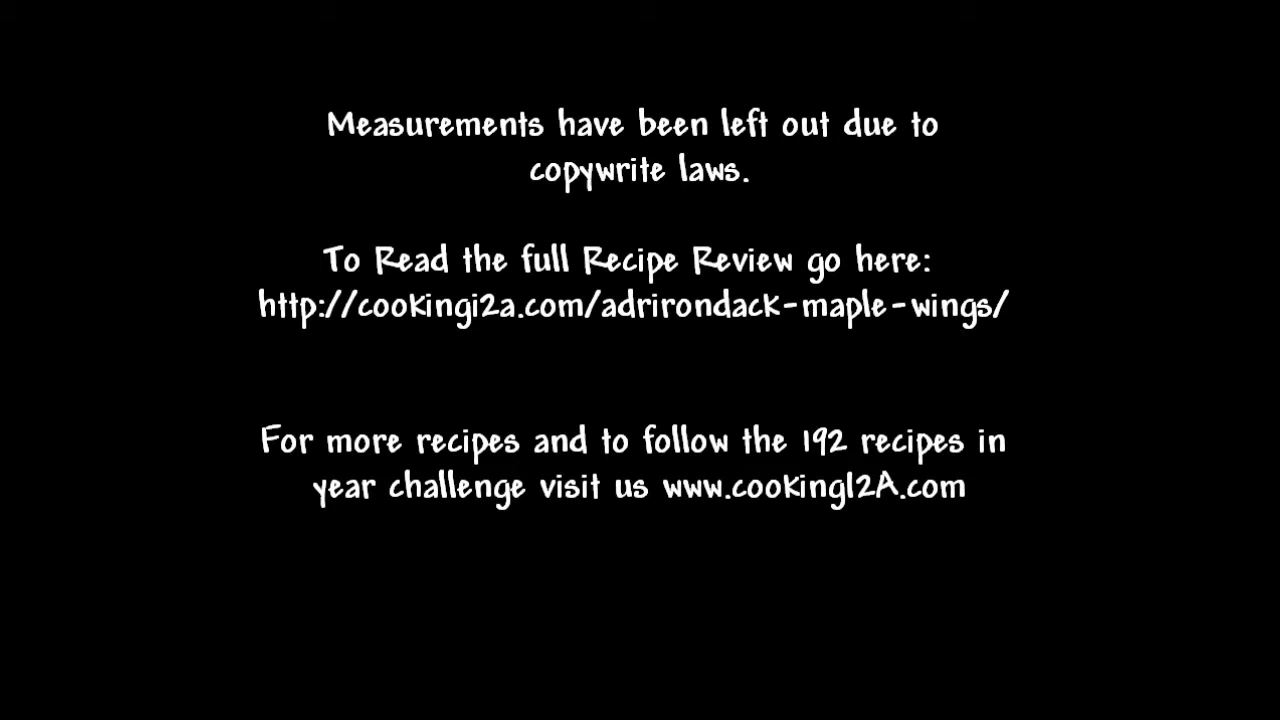 Measurements have been left out due to
copywrite laws.
To Read the full Recipe Review go here:
http://cookingi2a.com/adrirondack-maple-wings/
For more recipes and to follow the 192 recipes in
year challenge visit us www.cookingI2A.com